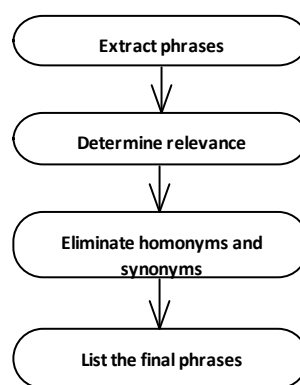 Extract phrases
Determine relevance
Eliminate homonyms and
synonyms
List the final phrases